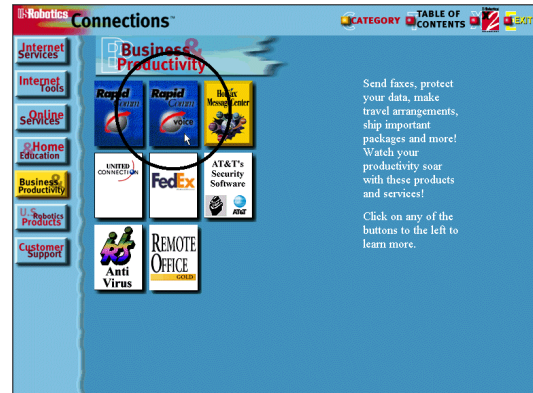 U.S. Robotics Connections™
CATEGORY
TABLE OF
CONTENTS
X2
EXIT
Internet
Services
Internet
Tools
Online
Services
&Home
Education
Business&
Productivity
U.S. Robotics
Products
Customer
Support
Business&
Productivity
Rapid
Comm
Rapid
Comm
voice
Message Center
UNITED
CONNECTION
FedEx
AT&T's
Security
Software
AT&T
Anti
Virus
REMOTE
OFFICE
GOLD
Send faxes, protect
your data, make
travel arrangements,
ship important
packages and more!
Watch your
productivity soar
with these products
and services!
Click on any of the
buttons to the left to
learn more.